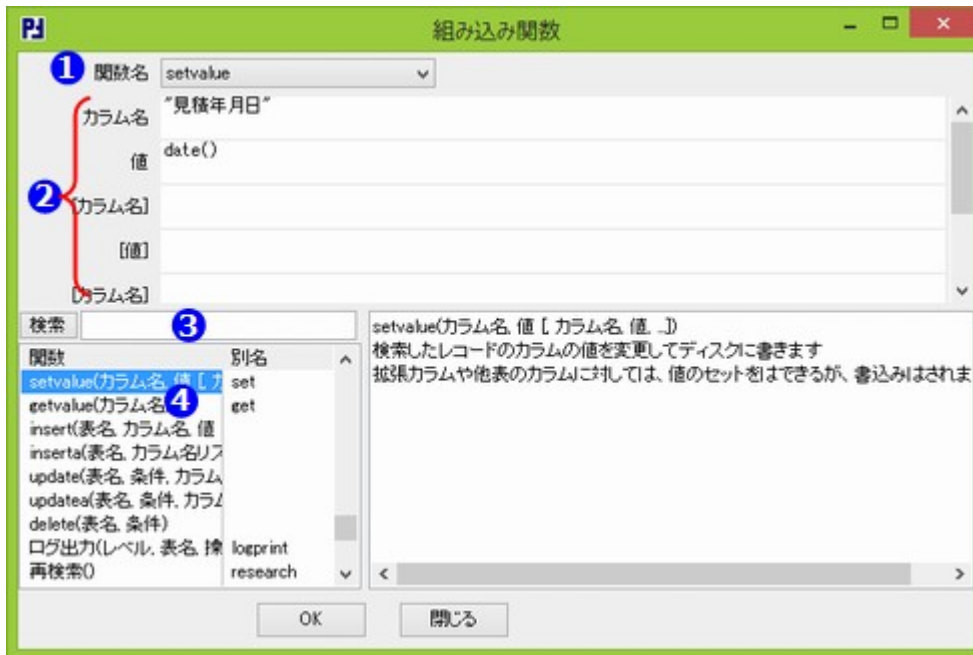 組み込み関数
1 関数名 setvalue
2
カラム名 "見積年月日"
値 date()
[カラム名]
[値]
[カラム名]
検索 3
関数 別名
setvalue(カラム名, 値 [ カ set
4
getvalue(カラム名 get
insert(表名, カラム名, 値
inserta(表名, カラム名リス
update(表名, 条件, カラム
updatea(表名, 条件, カラム
delete(表名, 条件)
ログ出力(レベル, 表名, 操 logprint
再検索() research
setvalue(カラム名, 値 [ カラム名, 値, ...])
検索したレコードのカラムの値を変更してディスクに書きます
拡張カラムや他表のカラムに対しては、値のセットをはできるが、書込みはされま
OK 閉じる